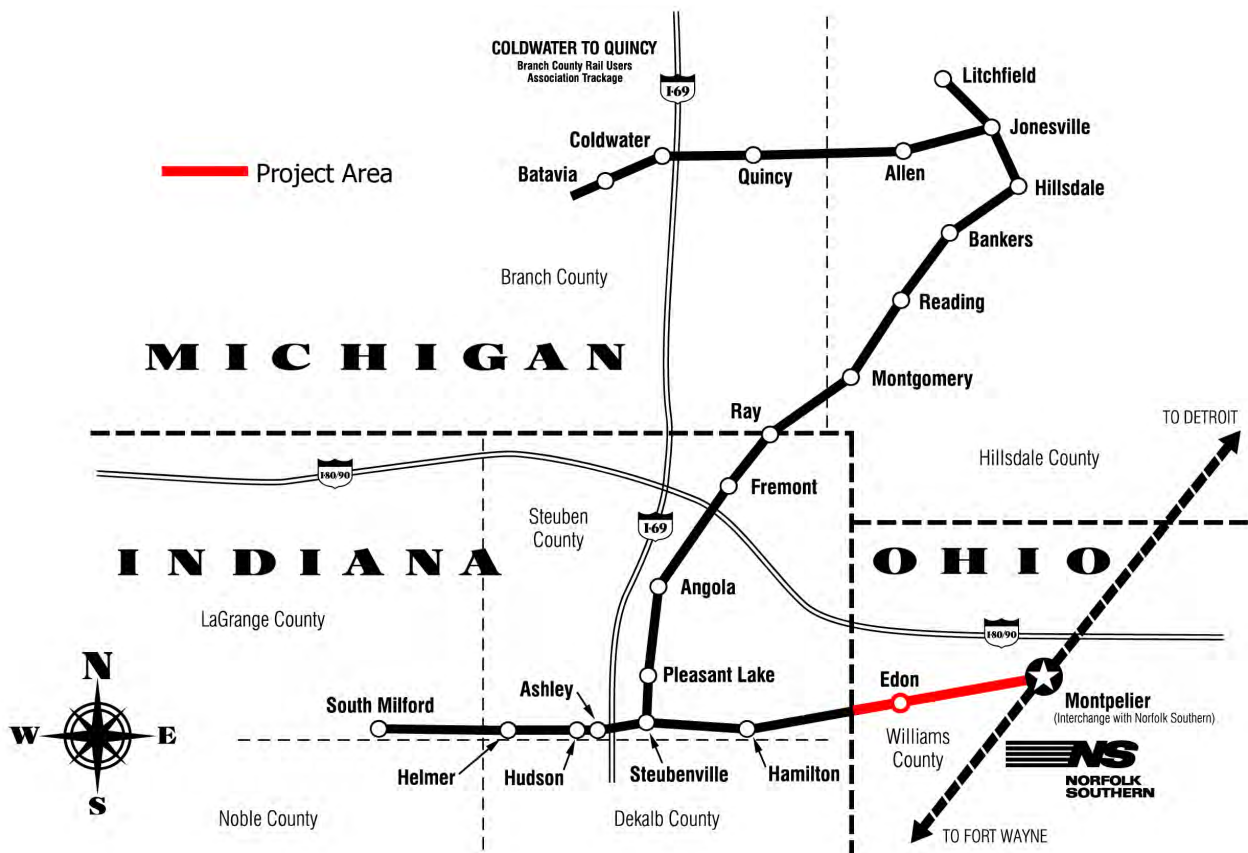 COLDWATER TO QUINCY
Branch County Rail Users
Association Trackage
I-69
Litchfield
Jonesville
Coldwater
Batavia
Quincy
Allen
Hillsdale
Project Area
Bankers
Branch County
Reading
MICHIGAN
Montgomery
Ray
TO DETROIT
I-80/90
Hillsdale County
Fremont
Steuben
County
I-69
INDIANA
OHIO
Angola
LaGrange County
I-80/90
N
Pleasant Lake
Edon
Ashley
South Milford
Montpelier
(Interchange with Norfolk Southern)
W
E
Williams
County
NS
NORFOLK
SOUTHERN
Helmer
Hudson
Steubenville
Hamilton
S
Noble County
Dekalb County
TO FORT WAYNE